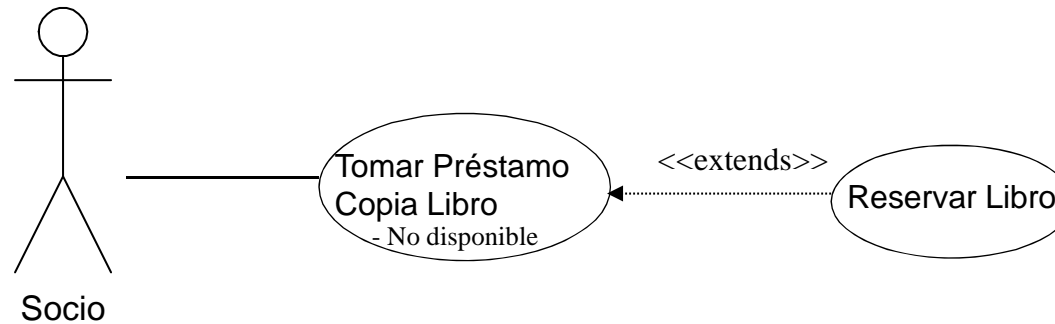 Tomar Préstamo
Copia Libro
- No disponible
<<extends>>
Reservar Libro
Socio